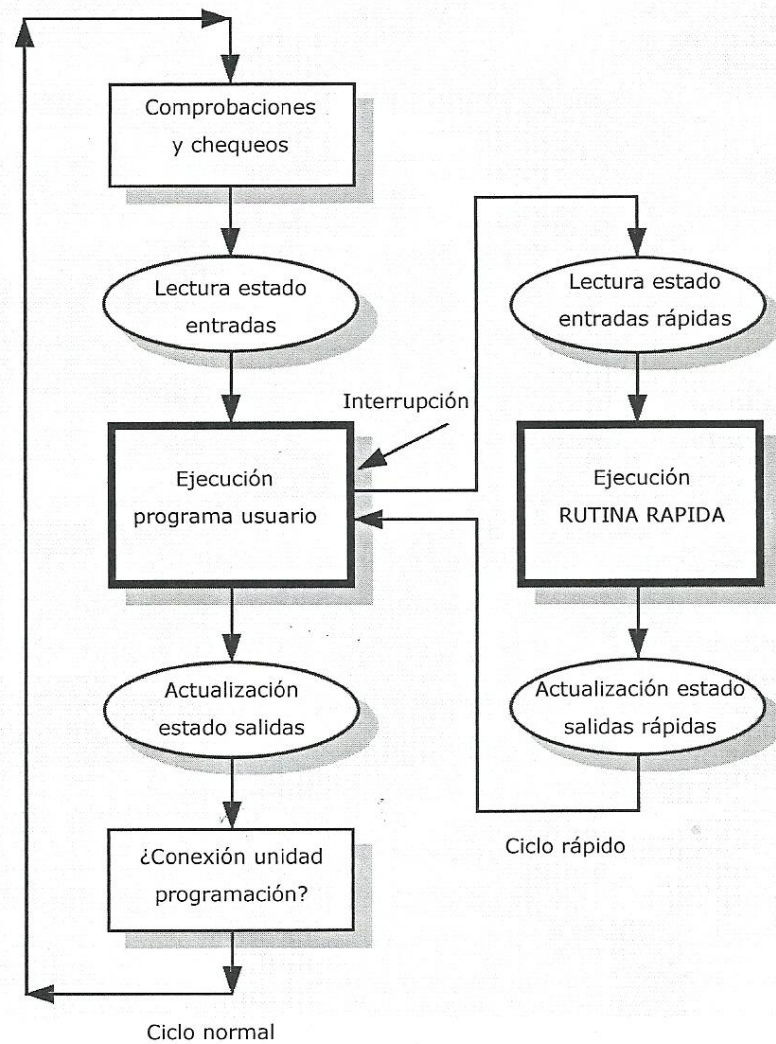 Comprobaciones
y chequeos
Lectura estado
entradas
Interrupción
Ejecución
programa usuario
Actualización
estado salidas
¿Conexión unidad
programación?
Ciclo normal
Lectura estado
entradas rápidas
Ejecución
RUTINA RAPIDA
Actualización estado
salidas rápidas
Ciclo rápido